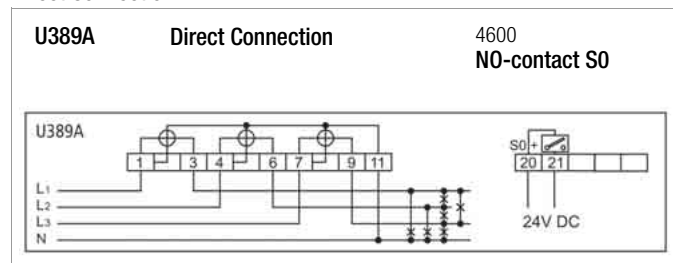 U389A Direct Connection 4600
NO-contact S0
U389A
S0 +
1 3 4 6 7 9 11 20 21
L1
L2
L3 24V DC
N